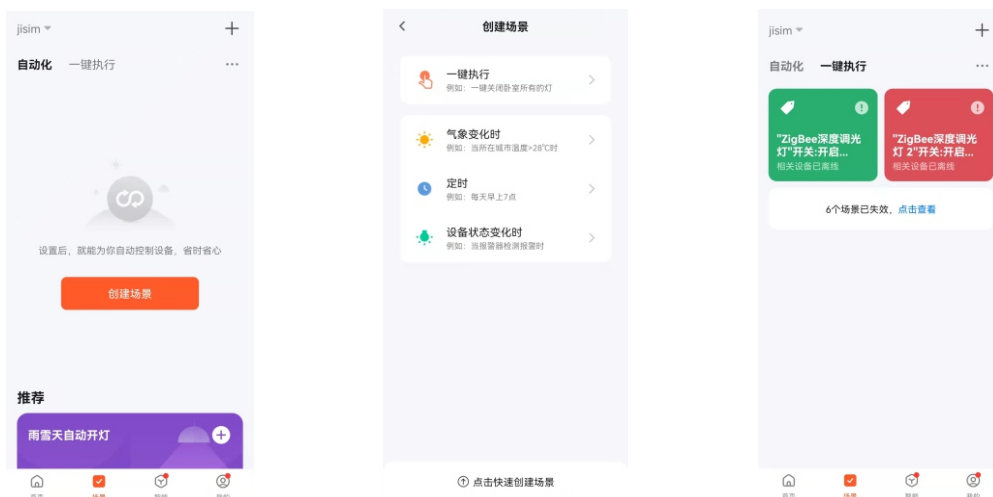 jisim
自动化 一键执行
设置后，就能为你自动控制设备，省时省心
创建场景
推荐
雨雪天自动开灯
场景
创建场景
一键执行
例如：一键关闭卧室所有的灯
气象变化时
例如：当所在城市温度>28℃时
定时
例如：每天早上7点
设备状态变化时
例如：当报警器检测报警时
点击快速创建场景
jisim
自动化 一键执行
"ZigBee深度调光
灯"开关:开启...
相关设备已离线
"ZigBee深度调光
灯 2"开关:开启...
相关设备已离线
6个场景已失效，点击查看
场景